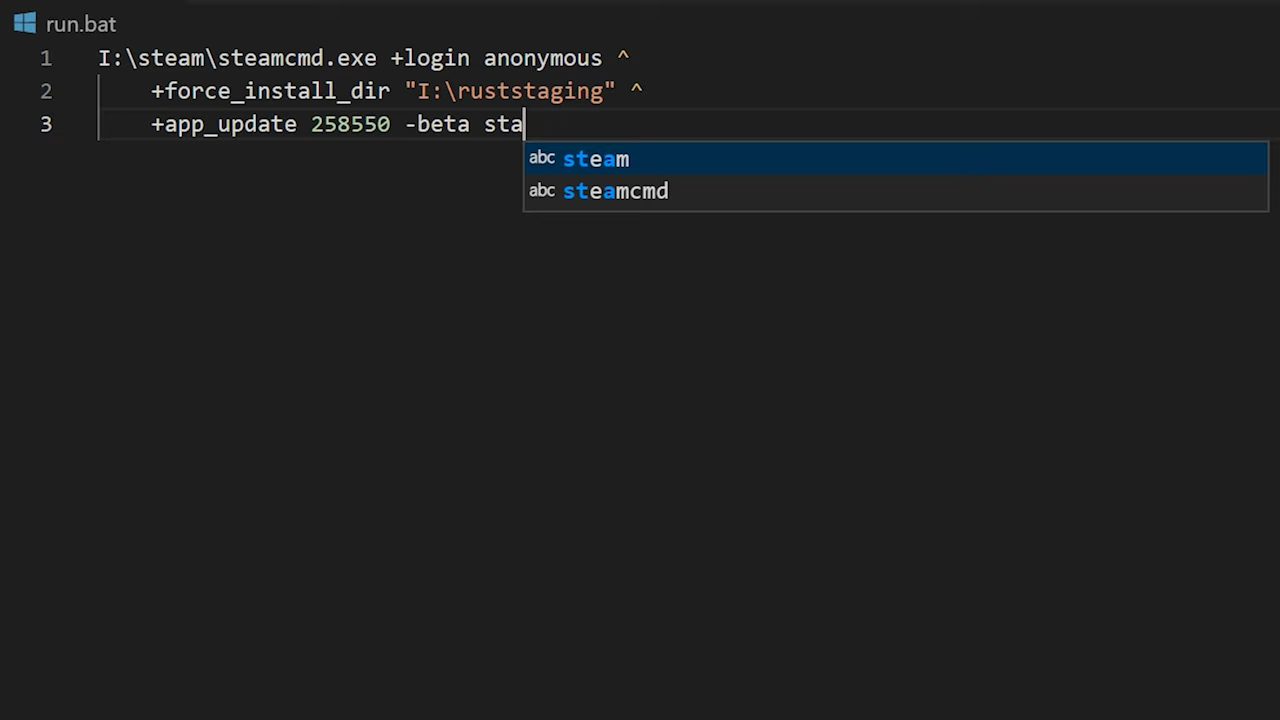 run.bat
1 I:\steam\steamcmd.exe +login anonymous ^
2 +force_install_dir "I:\ruststaging" ^
3 +app_update 258550 -beta sta
abc steam
abc steamcmd